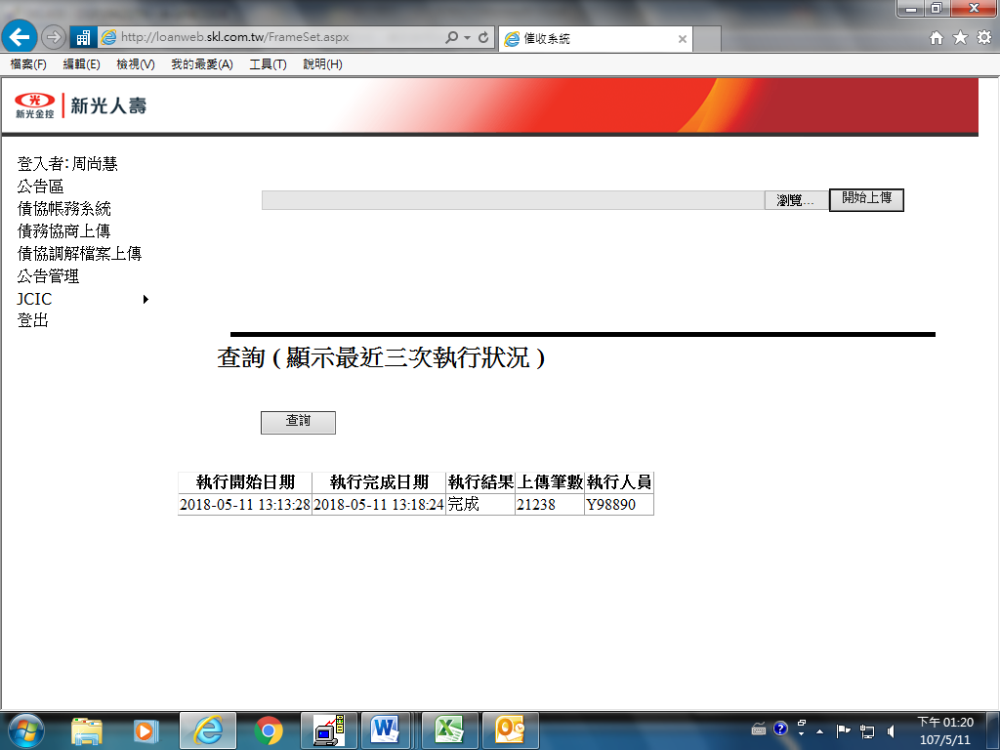 http://loanweb.skl.com.tw/FrameSet.aspx
催收系統
檔案(F) 編輯(E) 檢視(V) 我的最愛(A) 工具(T) 說明(H)
光
新光金控
新光人壽
登入者: 周尚慧
公告區
債協帳務系統
債務協商上傳
債協調解檔案上傳
公告管理
JCIC
登出
瀏覽... 開始上傳
查詢 ( 顯示最近三次執行狀況 )
查詢
執行開始日期 執行完成日期 執行結果 上傳筆數 執行人員
2018-05-11 13:13:28 2018-05-11 13:18:24 完成 21238 Y98890
下午 01:20
107/5/11